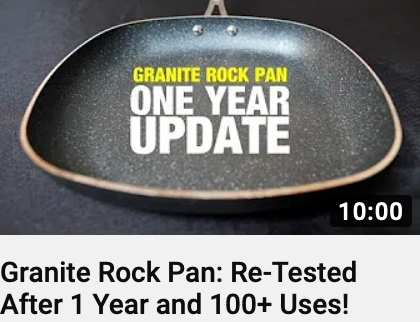 GRANITE ROCK PAN
ONE YEAR
UPDATE
10:00
Granite Rock Pan: Re-Tested
After 1 Year and 100+ Uses!